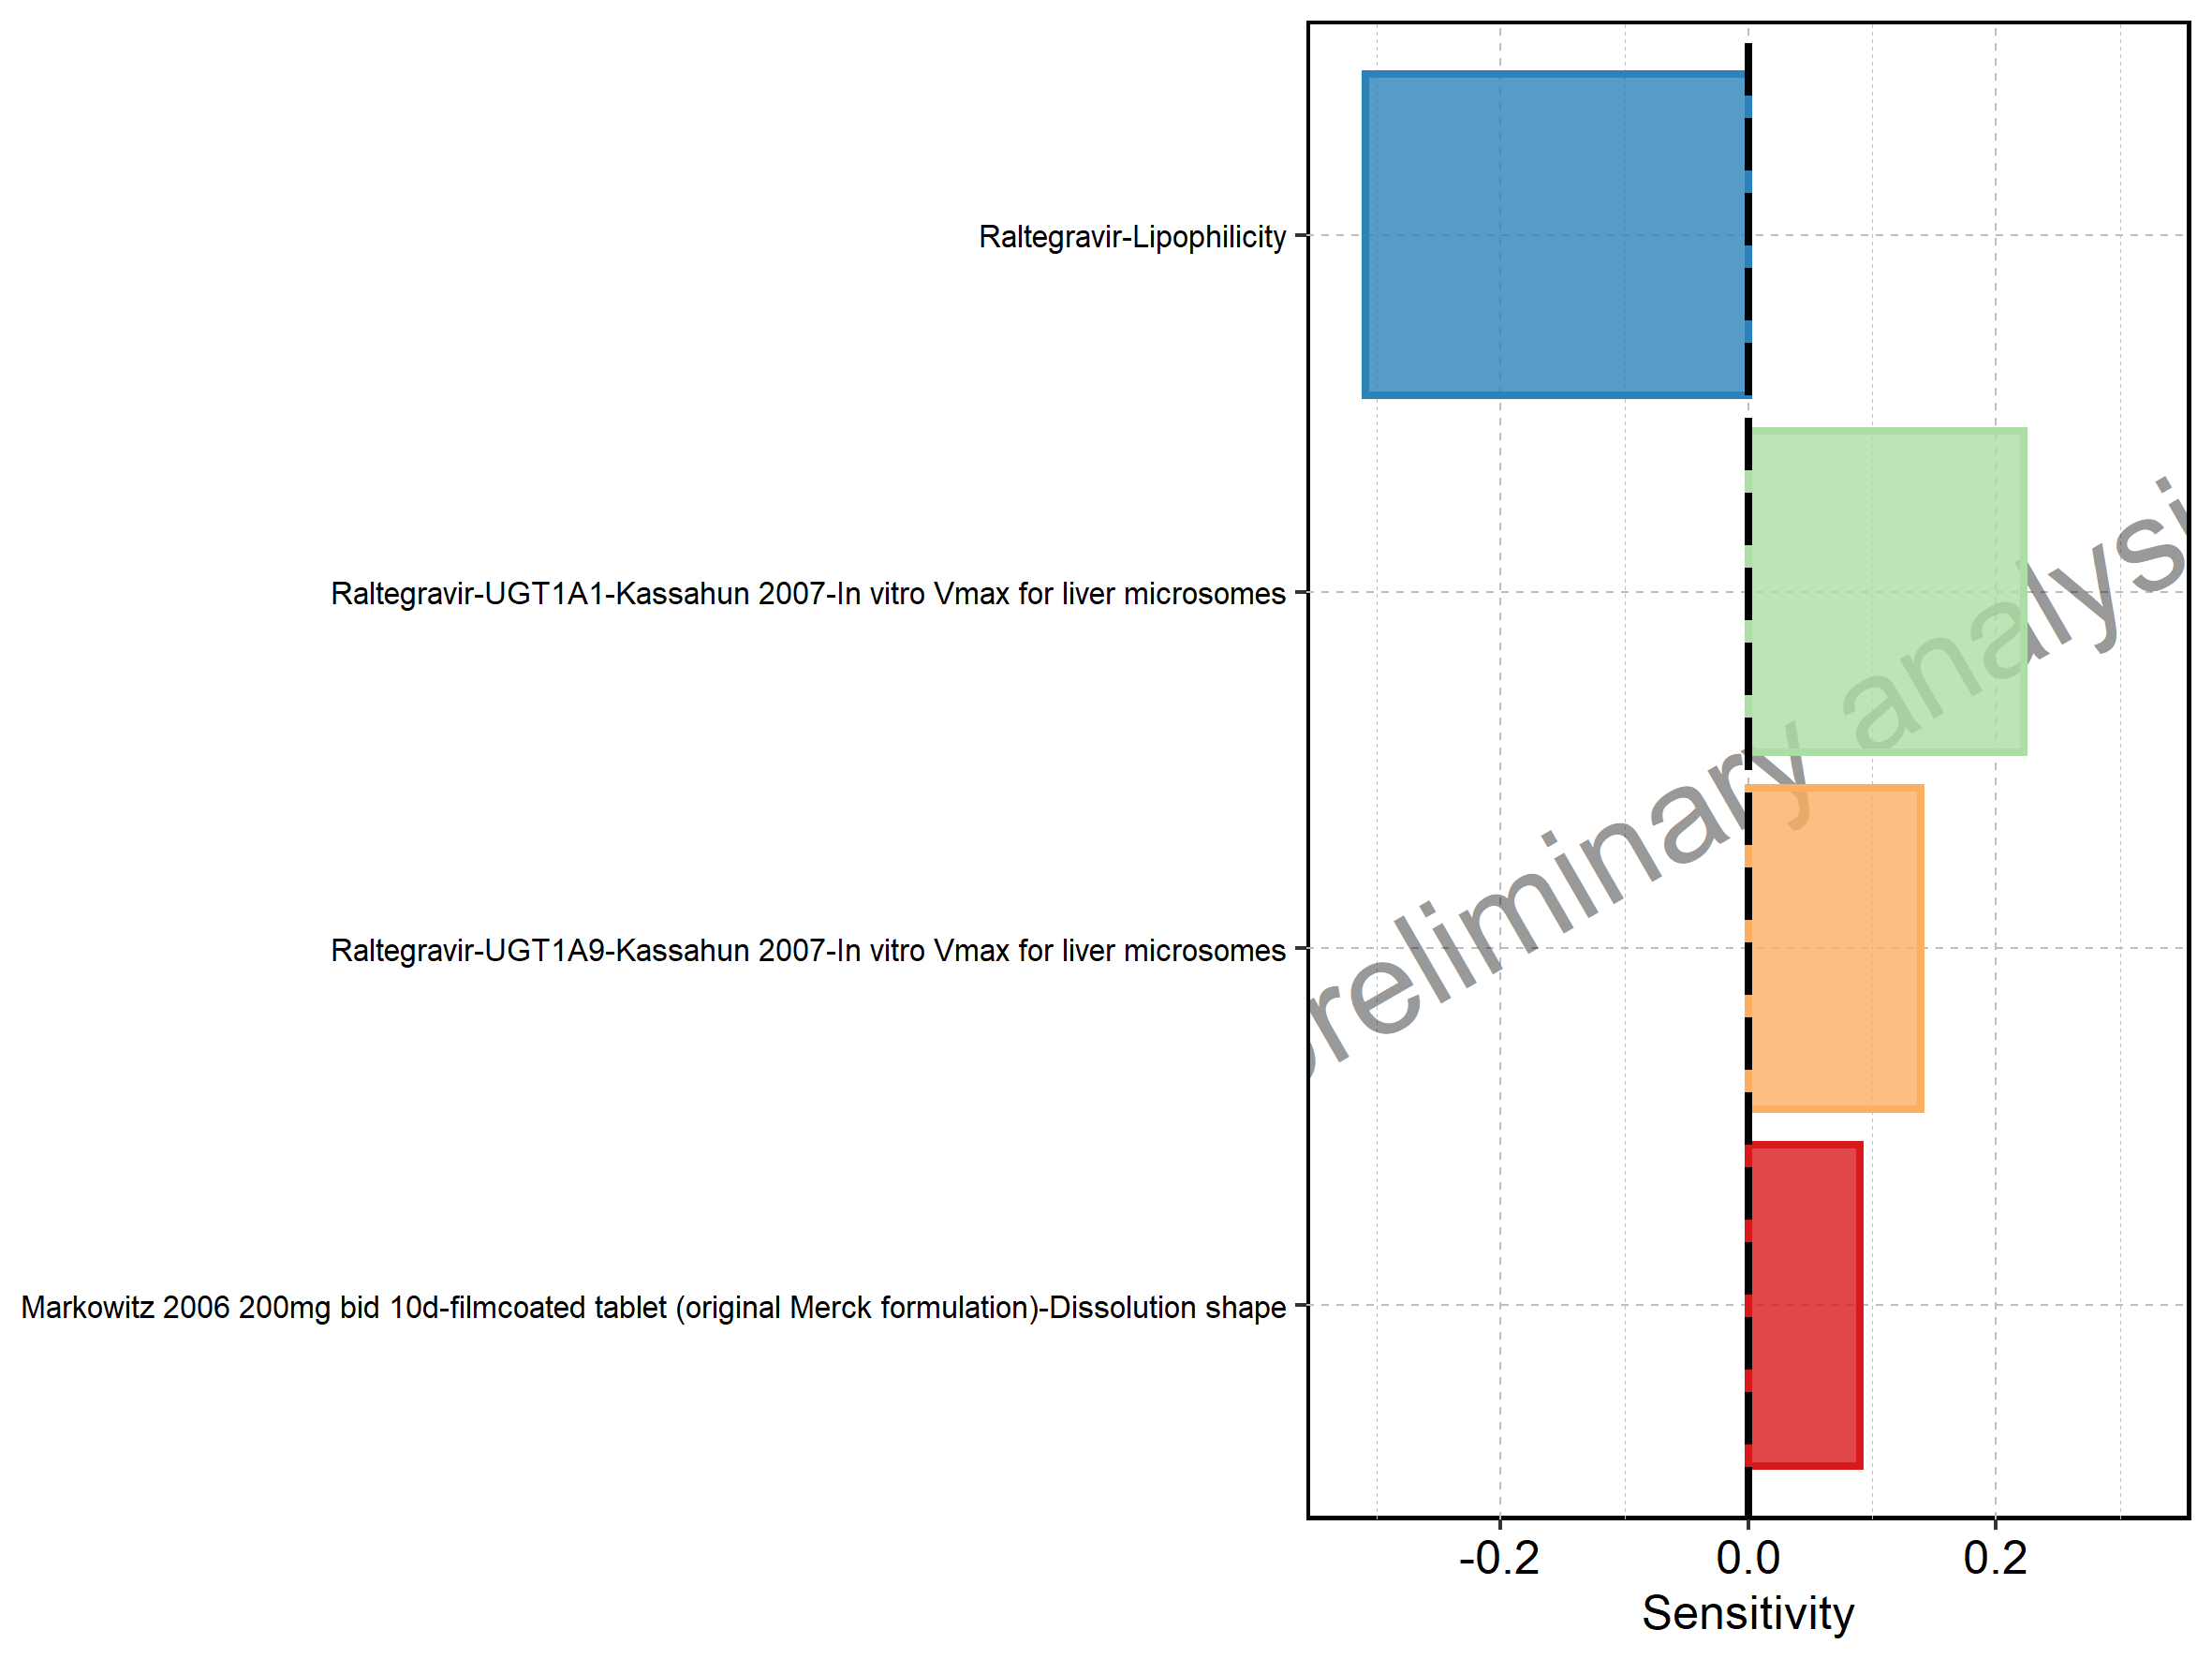 Raltegravir-Lipophilicity
Raltegravir-UGT1A1-Kassahun 2007-In vitro Vmax for liver microsomes
Raltegravir-UGT1A9-Kassahun 2007-In vitro Vmax for liver microsomes
Markowitz 2006 200mg bid 10d-filmcoated tablet (original Merck formulation)-Dissolution shape
reliminary analysi
-0.2 0.0 0.2
Sensitivity